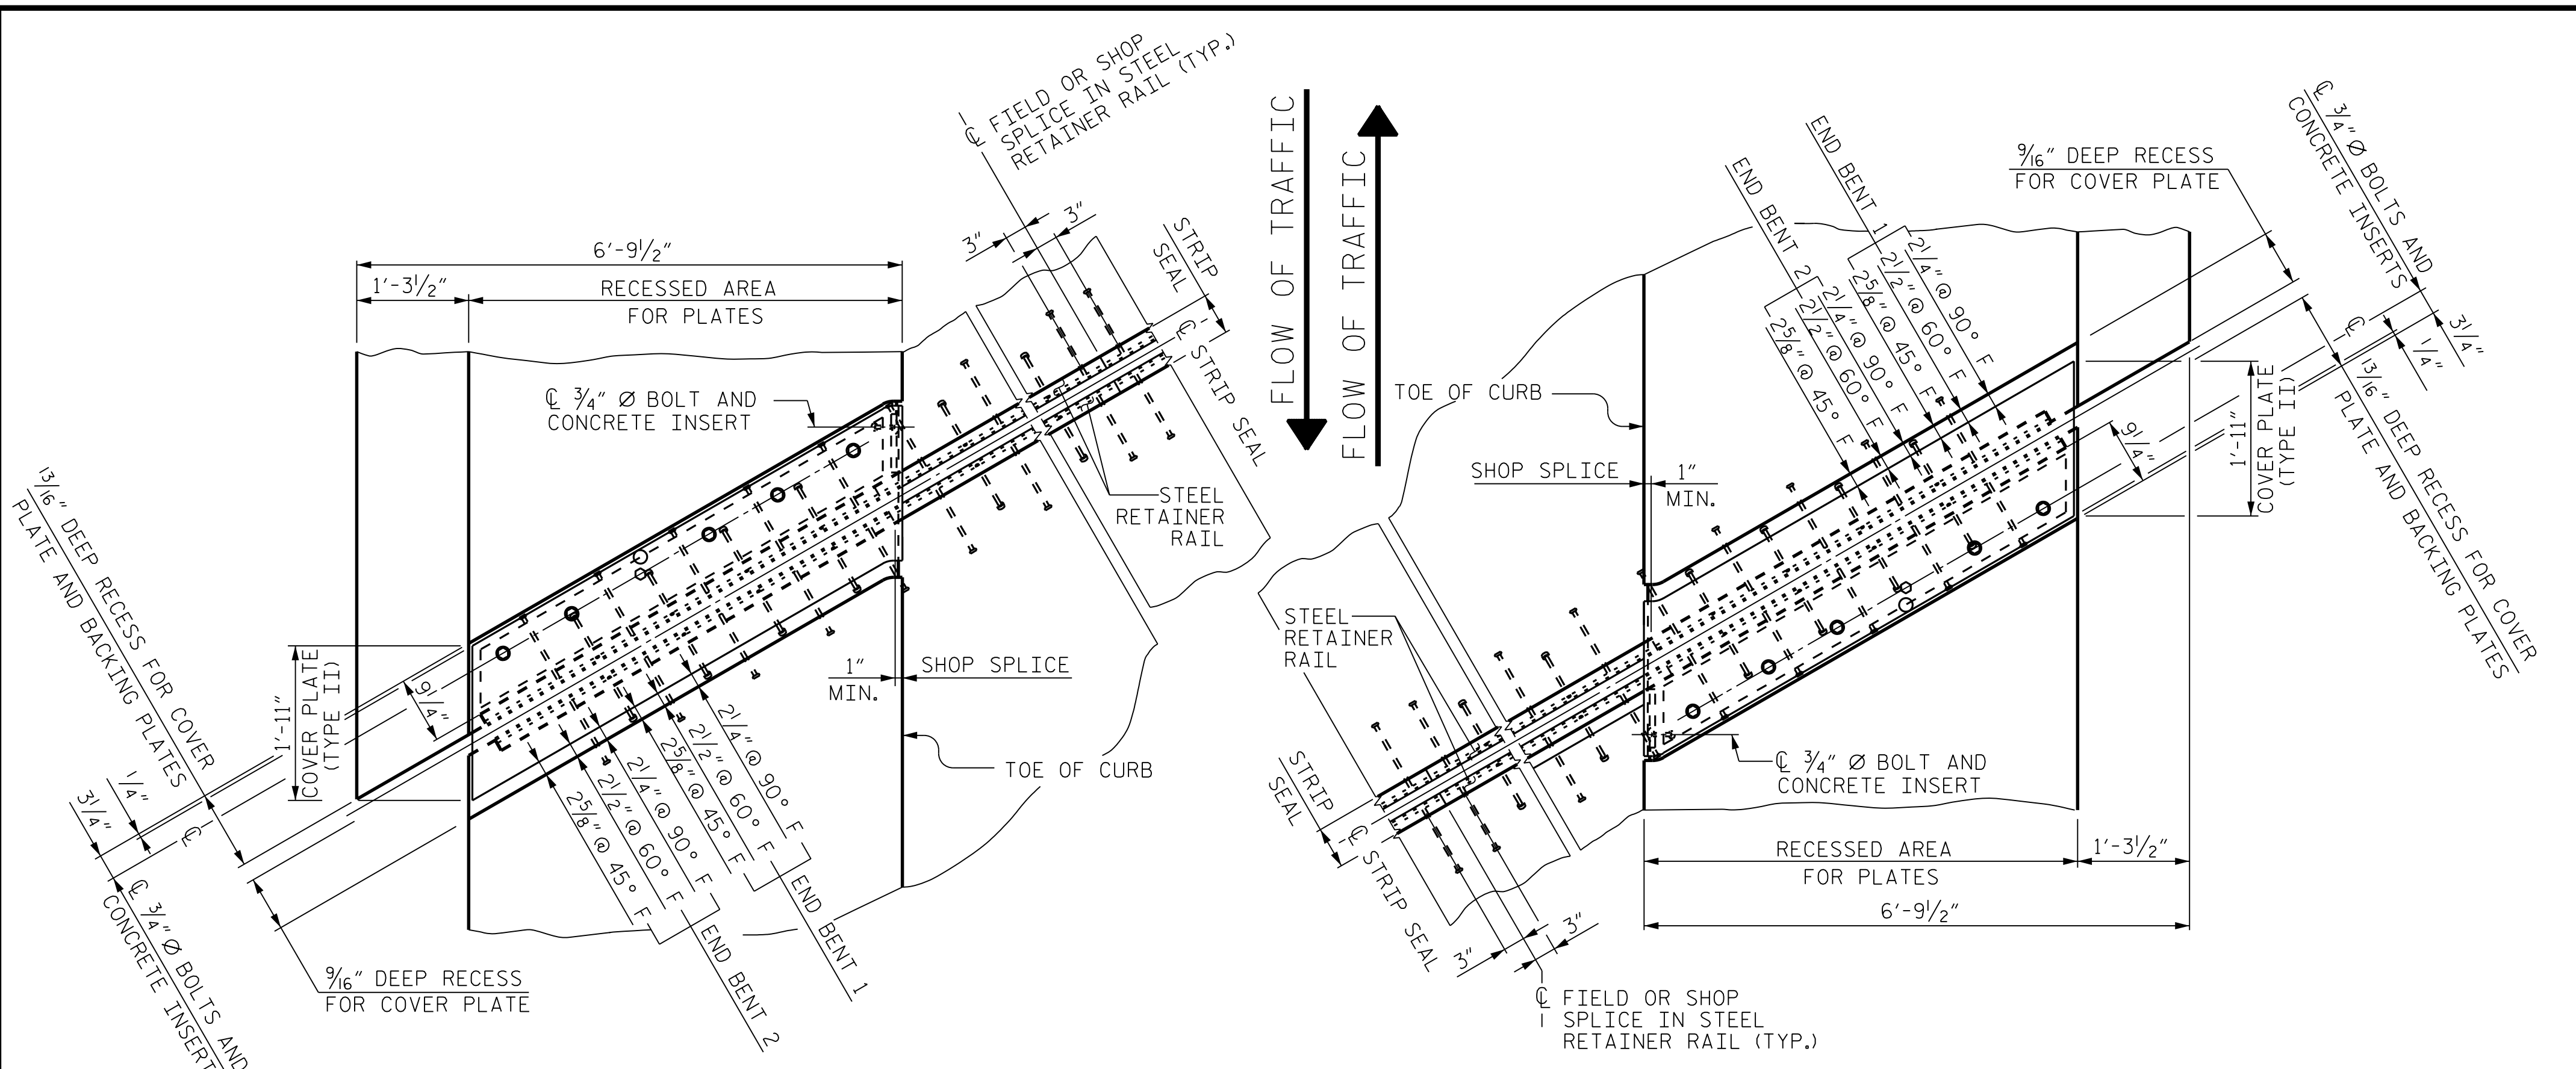 ℄ FIELD OR SHOP
SPLICE IN STEEL
RETAINER RAIL (TYP.)
3"
3"
STRIP
SEAL
℄ STRIP SEAL
6'-9½"
1'-3½"
RECESSED AREA
FOR PLATES
℄ ¾" Ø BOLT AND
CONCRETE INSERT
STEEL
RETAINER
RAIL
1"
MIN.
SHOP SPLICE
TOE OF CURB
13/16" DEEP RECESS FOR COVER
PLATE AND BACKING PLATES
1'-11"
COVER PLATE
(TYPE II)
9¼"
¼"
3¼"
℄
℄ ¾" Ø BOLTS AND
CONCRETE INSERT
9/16" DEEP RECESS
FOR COVER PLATE
2⅝" @ 45° F
2½" @ 60° F
2¼" @ 90° F
END BENT 2
2⅝" @ 45° F
2½" @ 60° F
2¼" @ 90° F
END BENT 1
FLOW OF TRAFFIC
FLOW OF TRAFFIC
TOE OF CURB
SHOP SPLICE
1"
MIN.
END BENT 2
2⅝" @ 45° F
2½" @ 60° F
2¼" @ 90° F
END BENT 1
2⅝" @ 45° F
2½" @ 60° F
2¼" @ 90° F
9/16" DEEP RECESS
FOR COVER PLATE
℄ ¾" Ø BOLTS AND
CONCRETE INSERTS
℄
3¼"
¼"
9¼"
1'-11"
COVER PLATE
(TYPE II)
13/16" DEEP RECESS FOR COVER
PLATE AND BACKING PLATES
STEEL
RETAINER
RAIL
STRIP
SEAL
℄ STRIP SEAL
℄ ¾" Ø BOLT AND
CONCRETE INSERT
RECESSED AREA
FOR PLATES
1'-3½"
6'-9½"
3"
3"
℄ FIELD OR SHOP
SPLICE IN STEEL
RETAINER RAIL (TYP.)